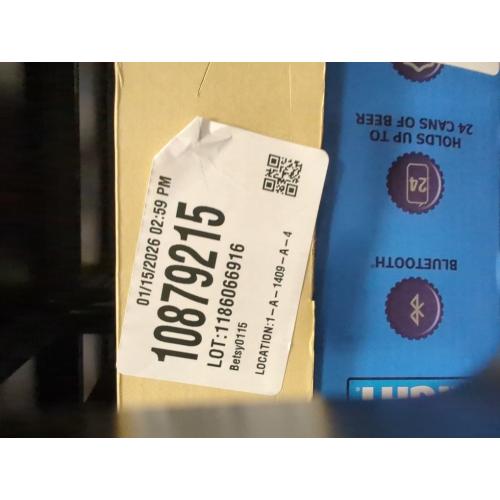 01/15/2026 02:59 PM
10879215
LOT:1186066916
Betsy0115
LOCATION:1-A-1409-A-4
HOLDS UP TO
24 CANS OF BEER
24
BLUETOOTH®